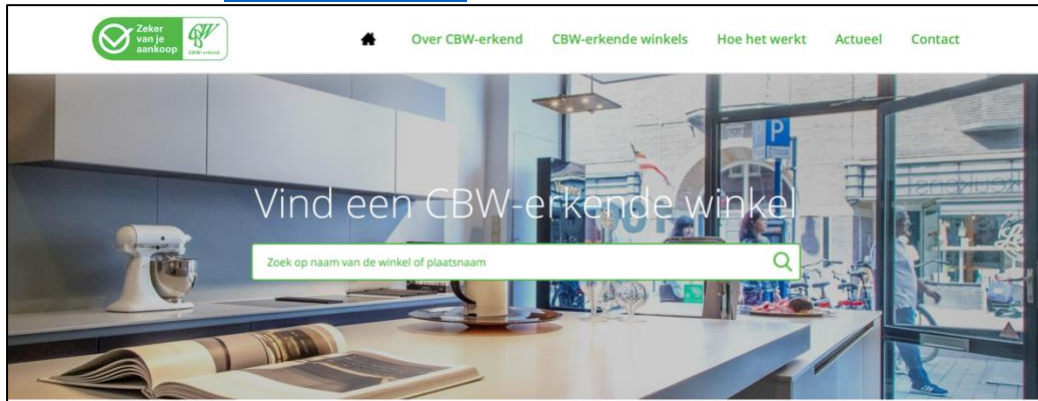 Zeker
van je
aankoop
CBW
CBW-erkend
Over CBW-erkend
CBW-erkende winkels
Hoe het werkt
Actueel
Contact
P
Vind een CBW-erkende winkel
Zoek op naam van de winkel of plaatsnaam